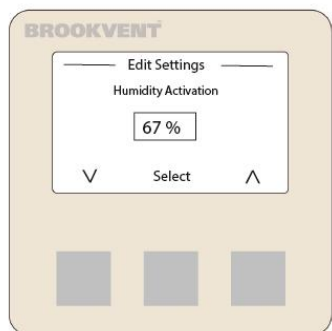 BROOKVENT
Edit Settings
Humidity Activation
67 %
Select